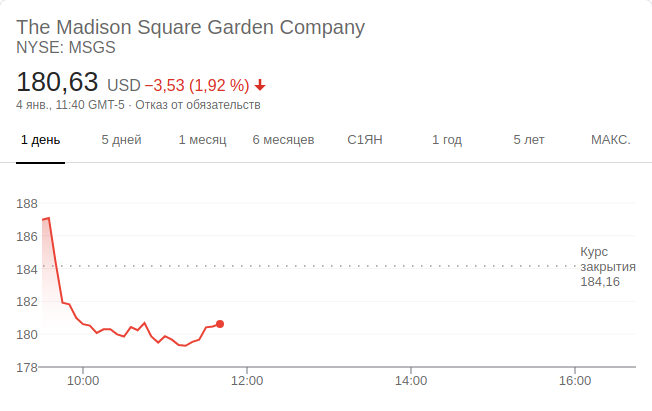 The Madison Square Garden Company
NYSE: MSGS
180,63 USD −3,53 (1,92 %)
4 янв., 11:40 GMT-5 · Отказ от обязательств
1 день 5 дней 1 месяц 6 месяцев С1ЯН 1 год 5 лет МАКС.
188
186
184
182
180
178
Курс
закрытия
184,16
10:00 12:00 14:00 16:00